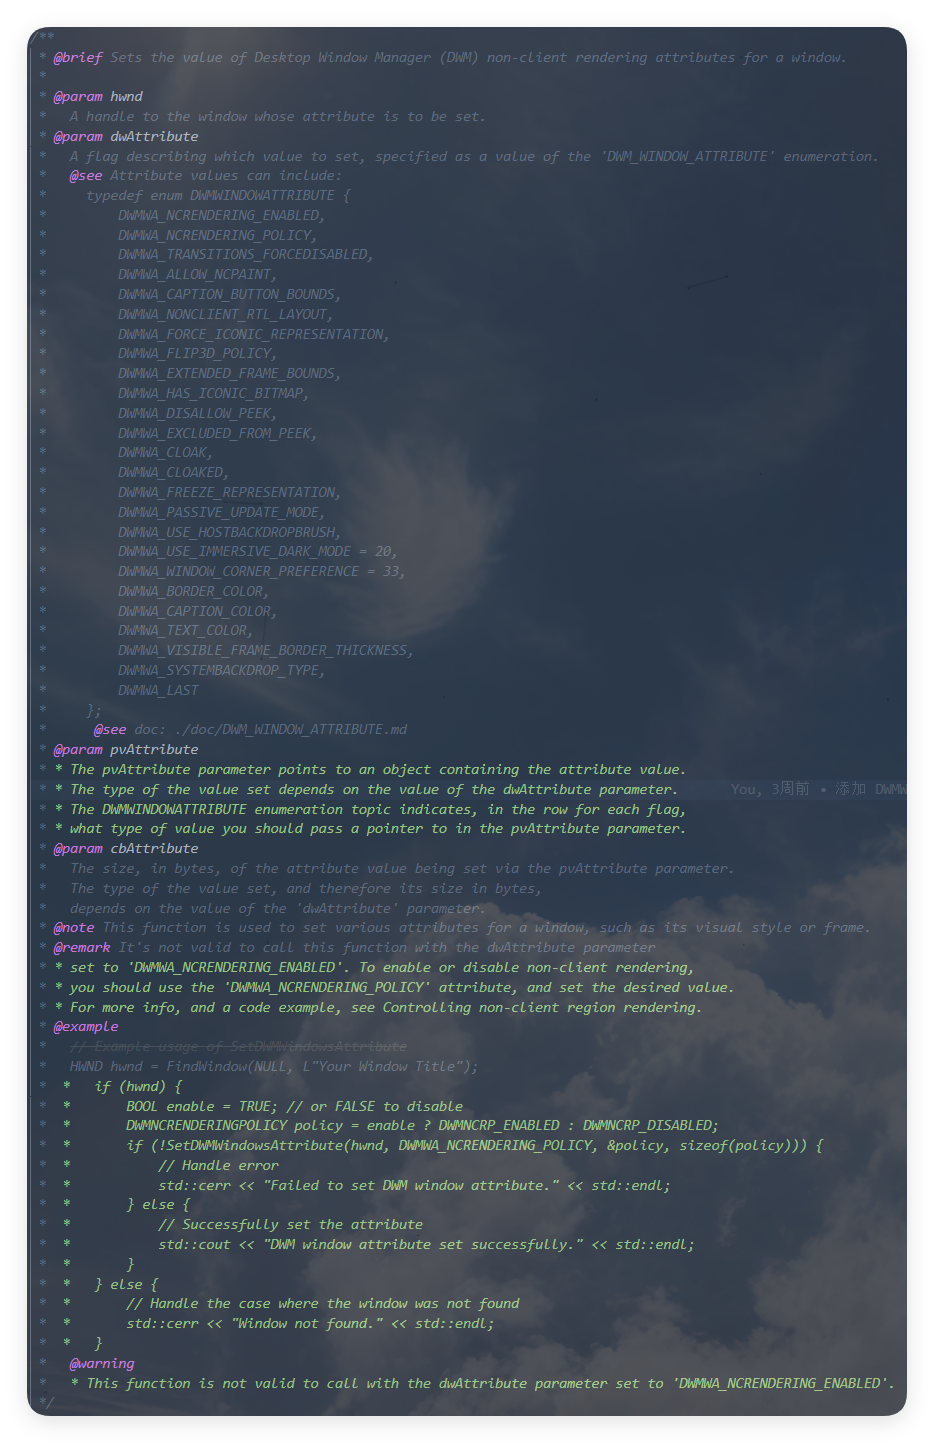 /**
 * @brief Sets the value of Desktop Window Manager (DWM) non-client rendering attributes for a window.
 *
 * @param hwnd
 *   A handle to the window whose attribute is to be set.
 * @param dwAttribute
 *   A flag describing which value to set, specified as a value of the 'DWM_WINDOW_ATTRIBUTE' enumeration.
 *   @see Attribute values can include:
 *     typedef enum DWMWINDOWATTRIBUTE {
 *         DWMWA_NCRENDERING_ENABLED,
 *         DWMWA_NCRENDERING_POLICY,
 *         DWMWA_TRANSITIONS_FORCEDISABLED,
 *         DWMWA_ALLOW_NCPAINT,
 *         DWMWA_CAPTION_BUTTON_BOUNDS,
 *         DWMWA_NONCLIENT_RTL_LAYOUT,
 *         DWMWA_FORCE_ICONIC_REPRESENTATION,
 *         DWMWA_FLIP3D_POLICY,
 *         DWMWA_EXTENDED_FRAME_BOUNDS,
 *         DWMWA_HAS_ICONIC_BITMAP,
 *         DWMWA_DISALLOW_PEEK,
 *         DWMWA_EXCLUDED_FROM_PEEK,
 *         DWMWA_CLOAK,
 *         DWMWA_CLOAKED,
 *         DWMWA_FREEZE_REPRESENTATION,
 *         DWMWA_PASSIVE_UPDATE_MODE,
 *         DWMWA_USE_HOSTBACKDROPBRUSH,
 *         DWMWA_USE_IMMERSIVE_DARK_MODE = 20,
 *         DWMWA_WINDOW_CORNER_PREFERENCE = 33,
 *         DWMWA_BORDER_COLOR,
 *         DWMWA_CAPTION_COLOR,
 *         DWMWA_TEXT_COLOR,
 *         DWMWA_VISIBLE_FRAME_BORDER_THICKNESS,
 *         DWMWA_SYSTEMBACKDROP_TYPE,
 *         DWMWA_LAST
 *     };
 *      @see doc: ./doc/DWM_WINDOW_ATTRIBUTE.md
 * @param pvAttribute
 * * The pvAttribute parameter points to an object containing the attribute value.
 * * The type of the value set depends on the value of the dwAttribute parameter. You, 3周前 • 添加 DWMW
 * * The DWMWINDOWATTRIBUTE enumeration topic indicates, in the row for each flag,
 * * what type of value you should pass a pointer to in the pvAttribute parameter.
 * @param cbAttribute
 *   The size, in bytes, of the attribute value being set via the pvAttribute parameter.
 *   The type of the value set, and therefore its size in bytes,
 *   depends on the value of the 'dwAttribute' parameter.
 * @note This function is used to set various attributes for a window, such as its visual style or frame.
 * @remark It's not valid to call this function with the dwAttribute parameter
 * * set to 'DWMWA_NCRENDERING_ENABLED'. To enable or disable non-client rendering,
 * * you should use the 'DWMWA_NCRENDERING_POLICY' attribute, and set the desired value.
 * * For more info, and a code example, see Controlling non-client region rendering.
 * @example
 *   // Example usage of SetDWMWindowsAttribute
 *   HWND hwnd = FindWindow(NULL, L"Your Window Title");
 *  *   if (hwnd) {
 *  *       BOOL enable = TRUE; // or FALSE to disable
 *  *       DWMNCRENDERINGPOLICY policy = enable ? DWMNCRP_ENABLED : DWMNCRP_DISABLED;
 *  *       if (!SetDWMWindowsAttribute(hwnd, DWMWA_NCRENDERING_POLICY, &policy, sizeof(policy))) {
 *  *           // Handle error
 *  *           std::cerr << "Failed to set DWM window attribute." << std::endl;
 *  *       } else {
 *  *           // Successfully set the attribute
 *  *           std::cout << "DWM window attribute set successfully." << std::endl;
 *  *       }
 *  *   } else {
 *  *       // Handle the case where the window was not found
 *  *       std::cerr << "Window not found." << std::endl;
 *  *   }
 *   @warning
 *   * This function is not valid to call with the dwAttribute parameter set to 'DWMWA_NCRENDERING_ENABLED'.
 */